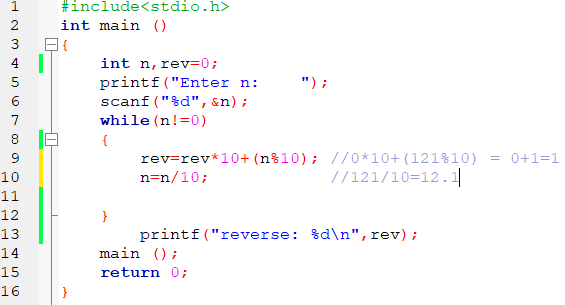 1 #include<stdio.h>
2 int main ()
3 {
4 int n,rev=0;
5 printf("Enter n:    ");
6 scanf("%d",&n);
7 while(n!=0)
8 {
9 rev=rev*10+(n%10); //0*10+(121%10) = 0+1=1
10 n=n/10; //121/10=12.1
11
12 }
13 printf("reverse: %d\n",rev);
14 main ();
15 return 0;
16 }